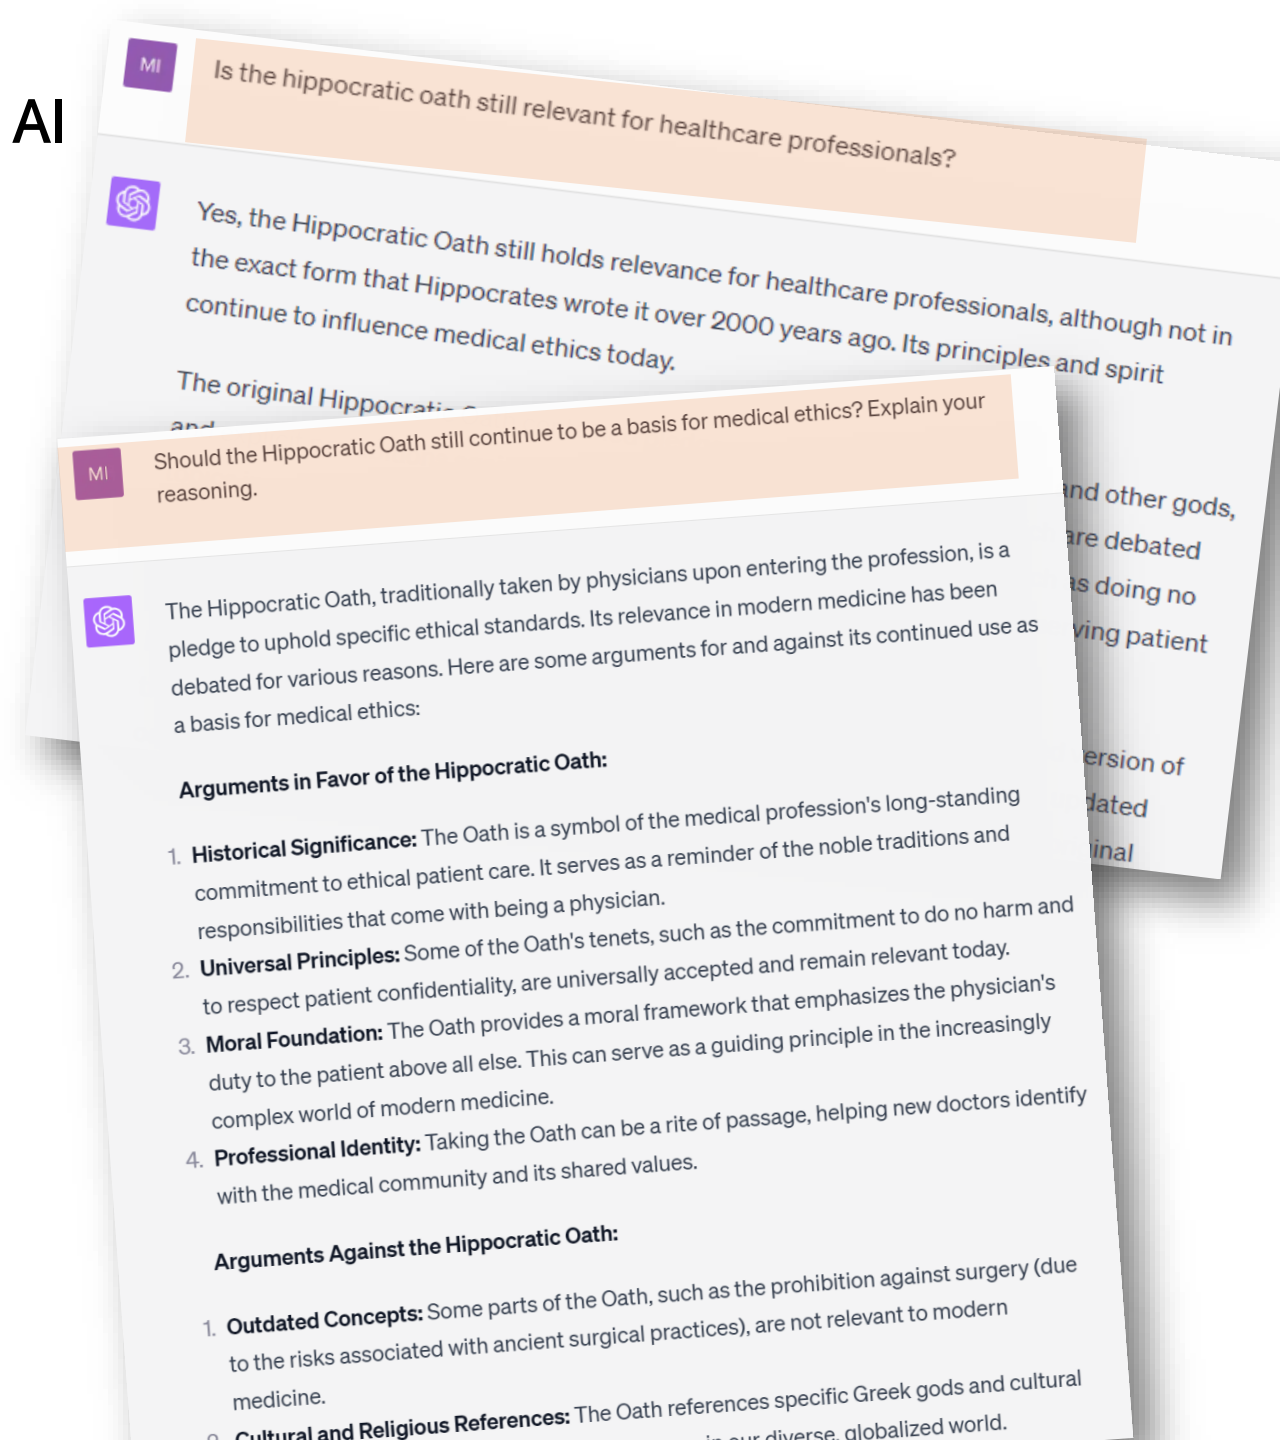 AI
MI
Is the hippocratic oath still relevant for healthcare professionals?
Yes, the Hippocratic Oath still holds relevance for healthcare professionals, although not in
the exact form that Hippocrates wrote it over 2000 years ago. Its principles and spirit
continue to influence medical ethics today.
The original Hippocratic
and
and other gods,
are debated
as doing no
patient
of
MI
Should the Hippocratic Oath still continue to be a basis for medical ethics? Explain your
reasoning.
The Hippocratic Oath, traditionally taken by physicians upon entering the profession, is a
pledge to uphold specific ethical standards. Its relevance in modern medicine has been
debated for various reasons. Here are some arguments for and against its continued use as
a basis for medical ethics:
Arguments in Favor of the Hippocratic Oath:
1. Historical Significance: The Oath is a symbol of the medical profession's long-standing
commitment to ethical patient care. It serves as a reminder of the noble traditions and
responsibilities that come with being a physician.
2. Universal Principles: Some of the Oath's tenets, such as the commitment to do no harm and
to respect patient confidentiality, are universally accepted and remain relevant today.
3. Moral Foundation: The Oath provides a moral framework that emphasizes the physician's
duty to the patient above all else. This can serve as a guiding principle in the increasingly
complex world of modern medicine.
4. Professional Identity: Taking the Oath can be a rite of passage, helping new doctors identify
with the medical community and its shared values.
Arguments Against the Hippocratic Oath:
1. Outdated Concepts: Some parts of the Oath, such as the prohibition against surgery (due
to the risks associated with ancient surgical practices), are not relevant to modern
medicine.
Cultural and Religious References: The Oath references specific Greek gods and cultural
in our diverse, globalized world.